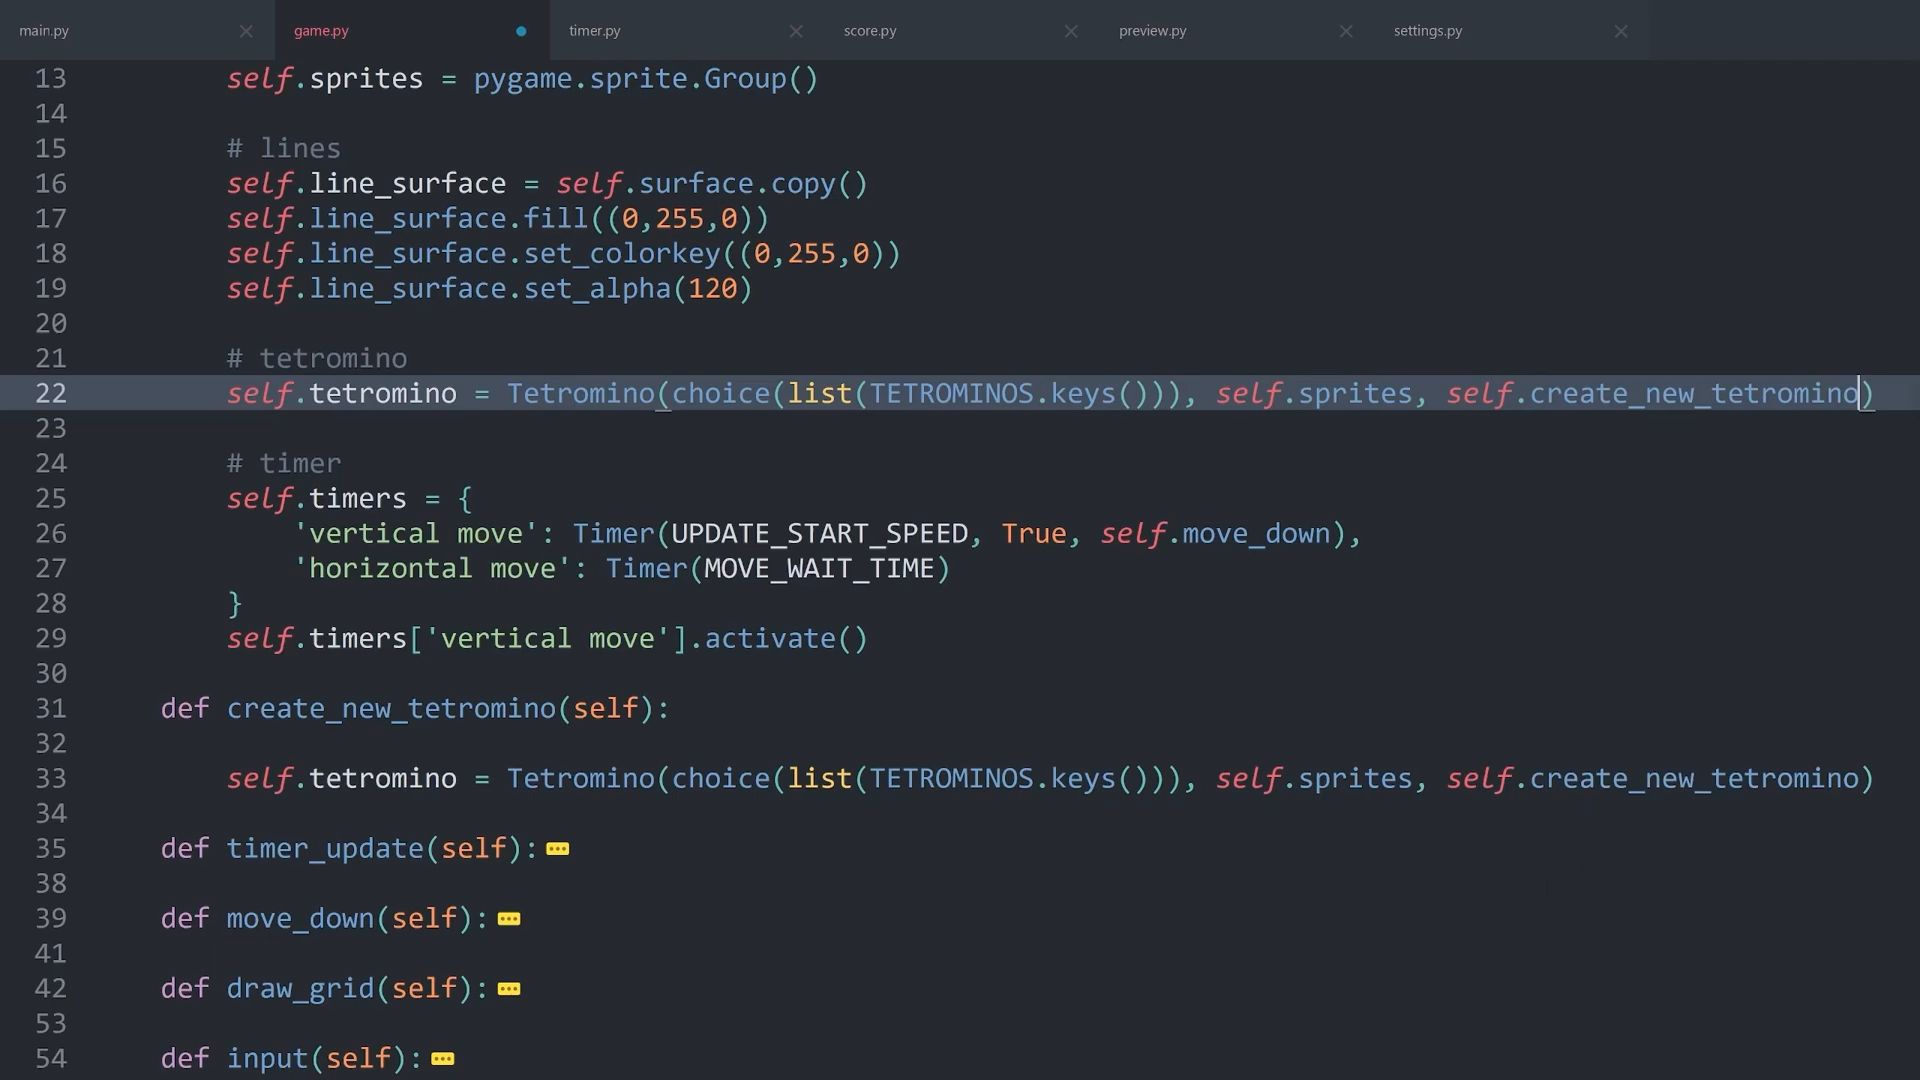 main.py game.py timer.py score.py preview.py settings.py
13 self.sprites = pygame.sprite.Group()
14
15 # lines
16 self.line_surface = self.surface.copy()
17 self.line_surface.fill((0,255,0))
18 self.line_surface.set_colorkey((0,255,0))
19 self.line_surface.set_alpha(120)
20
21 # tetromino
22 self.tetromino = Tetromino(choice(list(TETROMINOS.keys())), self.sprites, self.create_new_tetromino)
23
24 # timer
25 self.timers = {
26 'vertical move': Timer(UPDATE_START_SPEED, True, self.move_down),
27 'horizontal move': Timer(MOVE_WAIT_TIME)
28 }
29 self.timers['vertical move'].activate()
30
31 def create_new_tetromino(self):
32
33 self.tetromino = Tetromino(choice(list(TETROMINOS.keys())), self.sprites, self.create_new_tetromino)
34
35 def timer_update(self):
38
39 def move_down(self):
41
42 def draw_grid(self):
53
54 def input(self):